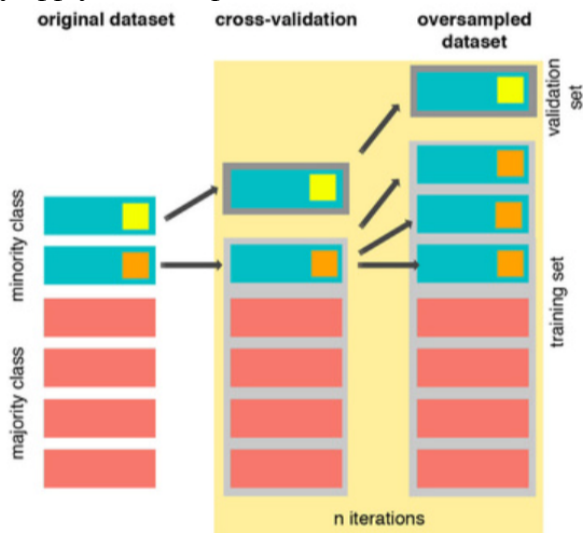 original dataset
cross-validation
oversampled
dataset
minority class
majority class
validation
set
training set
n iterations